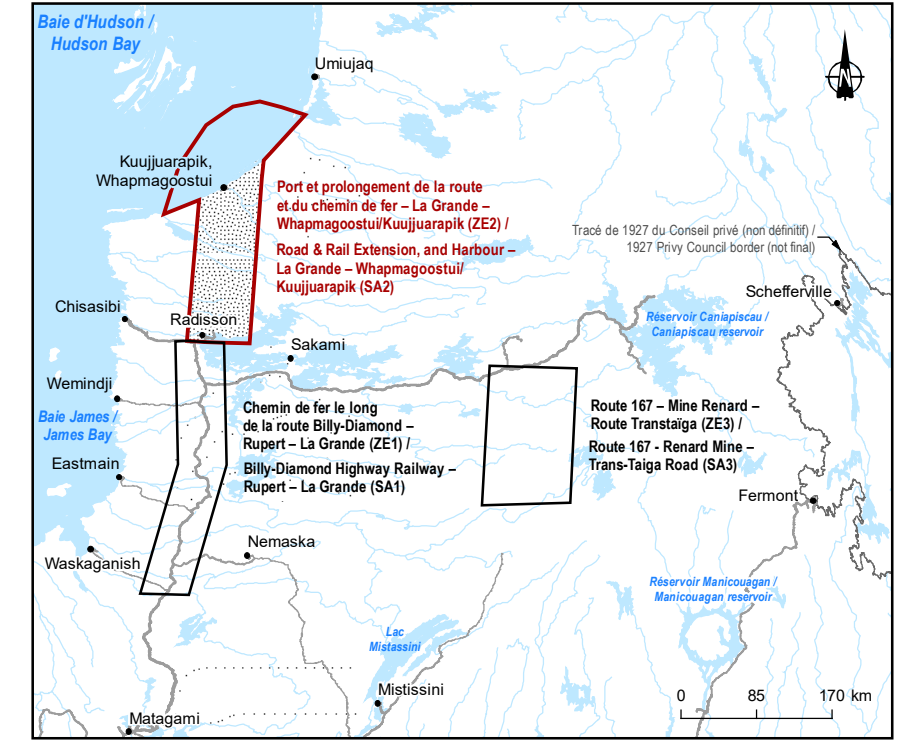 Baie d'Hudson /
Hudson Bay
Umiujaq
N
Kuujjuarapik,
Whapmagoostui
Port et prolongement de la route
et du chemin de fer – La Grande –
Whapmagoostui/Kuujjuarapik (ZE2) /
Road & Rail Extension, and Harbour –
La Grande – Whapmagoostui/
Kuujjuarapik (SA2)
Tracé de 1927 du Conseil privé (non définitif) /
1927 Privy Council border (not final)
Schefferville
Chisasibi
Radisson
Réservoir Caniapiscau /
Caniapiscau reservoir
Sakami
Wemindji
Baie James /
James Bay
Chemin de fer le long
de la route Billy-Diamond –
Rupert – La Grande (ZE1) /
Billy-Diamond Highway Railway –
Rupert – La Grande (SA1)
Route 167 – Mine Renard –
Route Transtaïga (ZE3) /
Route 167 - Renard Mine –
Trans-Taiga Road (SA3)
Eastmain
Fermont
Nemaska
Waskaganish
Réservoir Manicouagan /
Manicouagan reservoir
Lac
Mistassini
Mistissini
Matagami
0 85 170 km